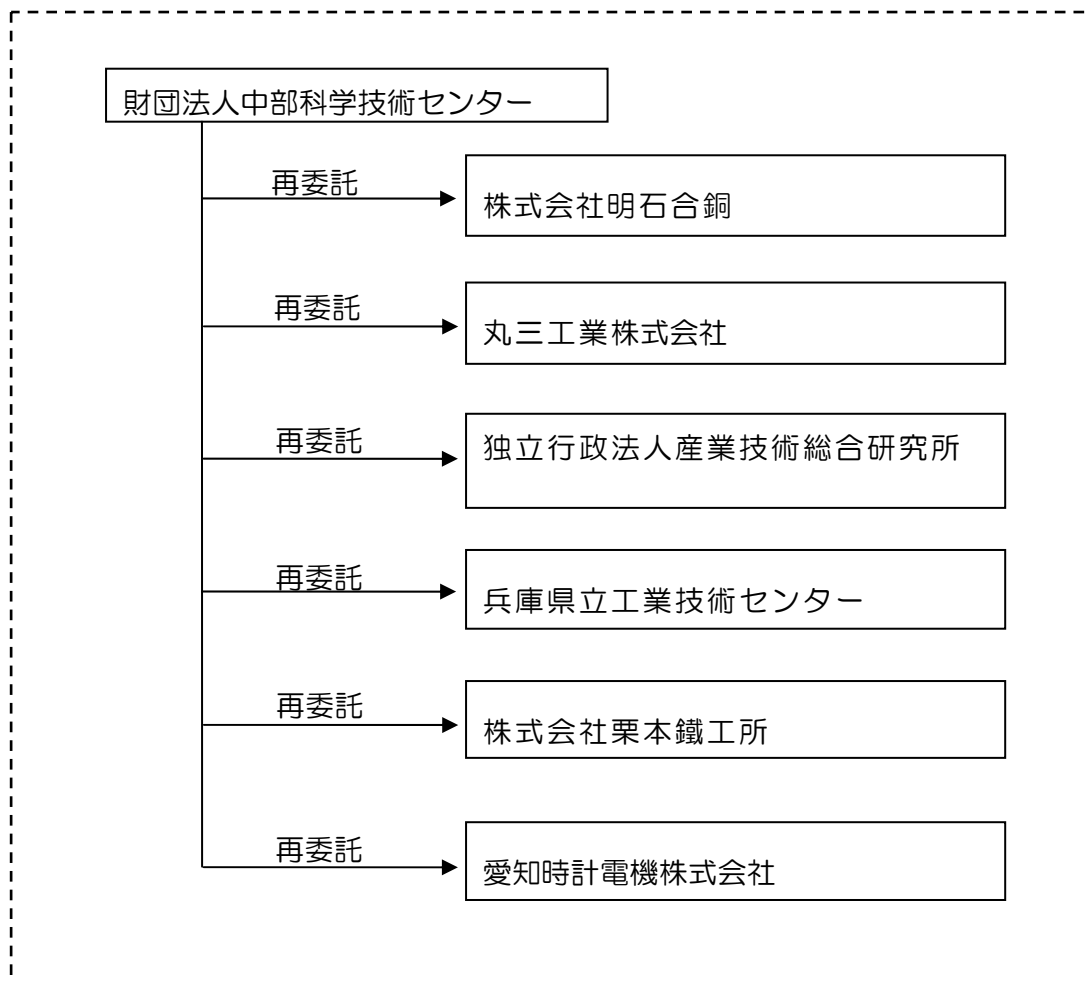 財団法人中部科学技術センター
再委託
株式会社明石合銅
再委託
丸三工業株式会社
再委託
独立行政法人産業技術総合研究所
再委託
兵庫県立工業技術センター
再委託
株式会社栗本鐵工所
再委託
愛知時計電機株式会社